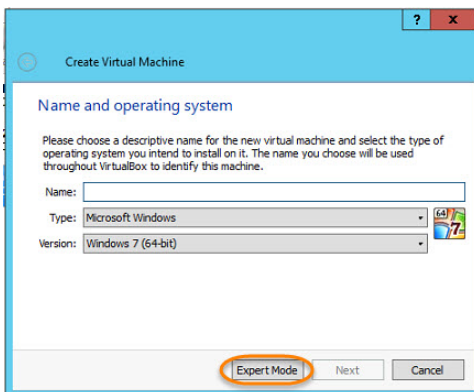 ? x
Create Virtual Machine
Name and operating system
Please choose a descriptive name for the new virtual machine and select the type of
operating system you intend to install on it. The name you choose will be used
throughout VirtualBox to identify this machine.
Name:
Type: Microsoft Windows
64
7
Version: Windows 7 (64-bit)
Expert Mode Next Cancel